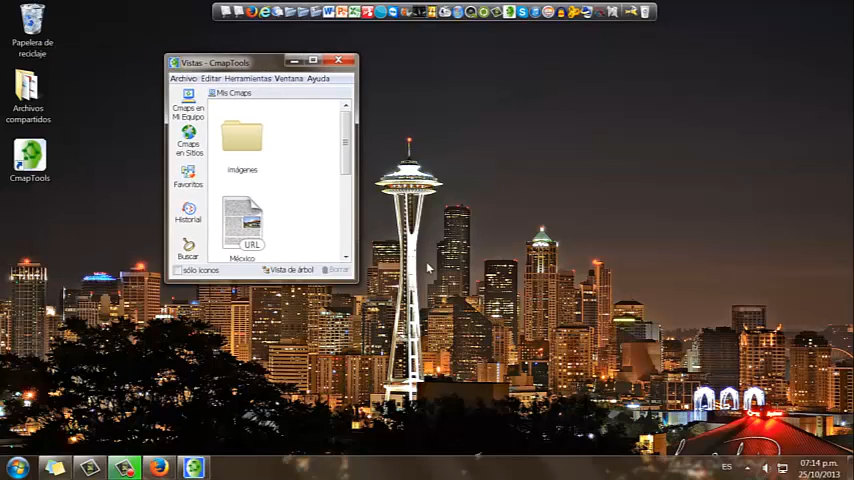 Papelera de
reciclaje
Archivos
compartidos
CmapTools
Vistas - CmapTools
Archivo Editar Herramientas Ventana Ayuda
Mis Cmaps
Cmaps en
Mi Equipo
Cmaps
en Sitios
Favoritos
Historial
Buscar
imágenes
URL
México
sólo iconos
Vista de árbol
Borrar
ES
07:14 p.m.
25/10/2013